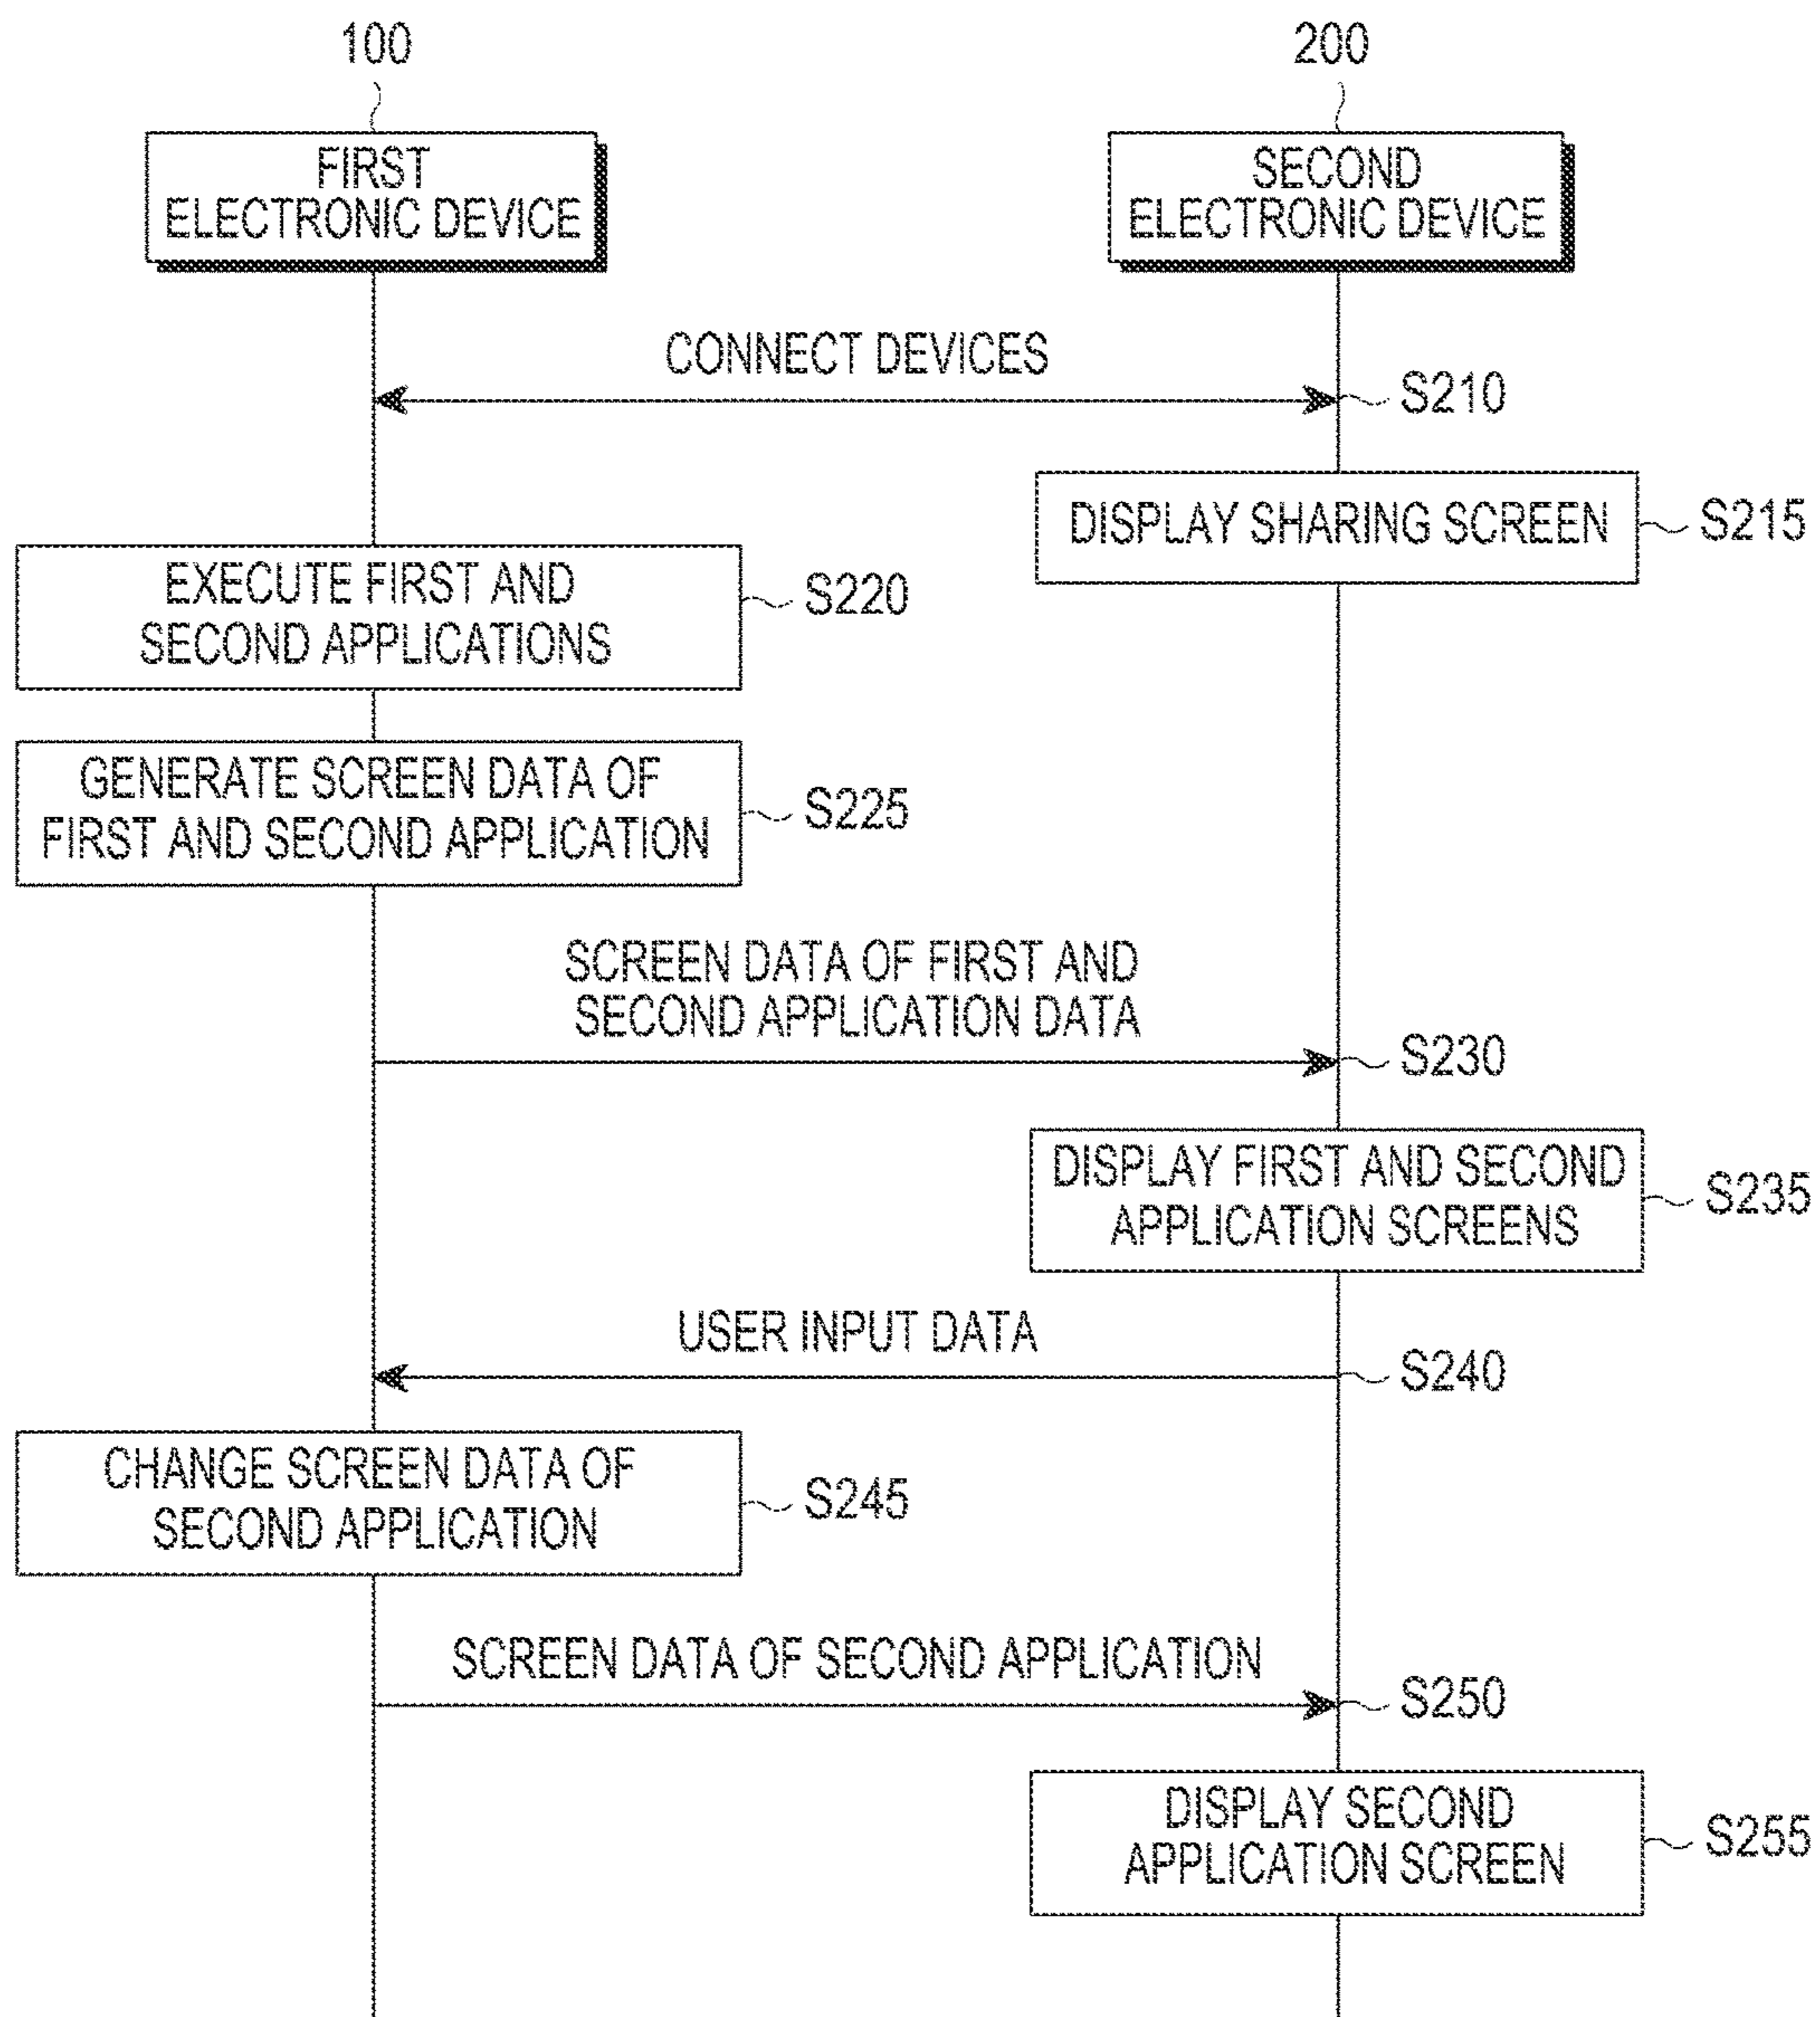 100
200
FIRST
ELECTRONIC DEVICE
SECOND
ELECTRONIC DEVICE
CONNECT DEVICES
S210
DISPLAY SHARING SCREEN
S215
EXECUTE FIRST AND
SECOND APPLICATIONS
S220
GENERATE SCREEN DATA OF
FIRST AND SECOND APPLICATION
S225
SCREEN DATA OF FIRST AND
SECOND APPLICATION DATA
S230
DISPLAY FIRST AND SECOND
APPLICATION SCREENS
S235
USER INPUT DATA
S240
CHANGE SCREEN DATA OF
SECOND APPLICATION
S245
SCREEN DATA OF SECOND APPLICATION
S250
DISPLAY SECOND
APPLICATION SCREEN
S255